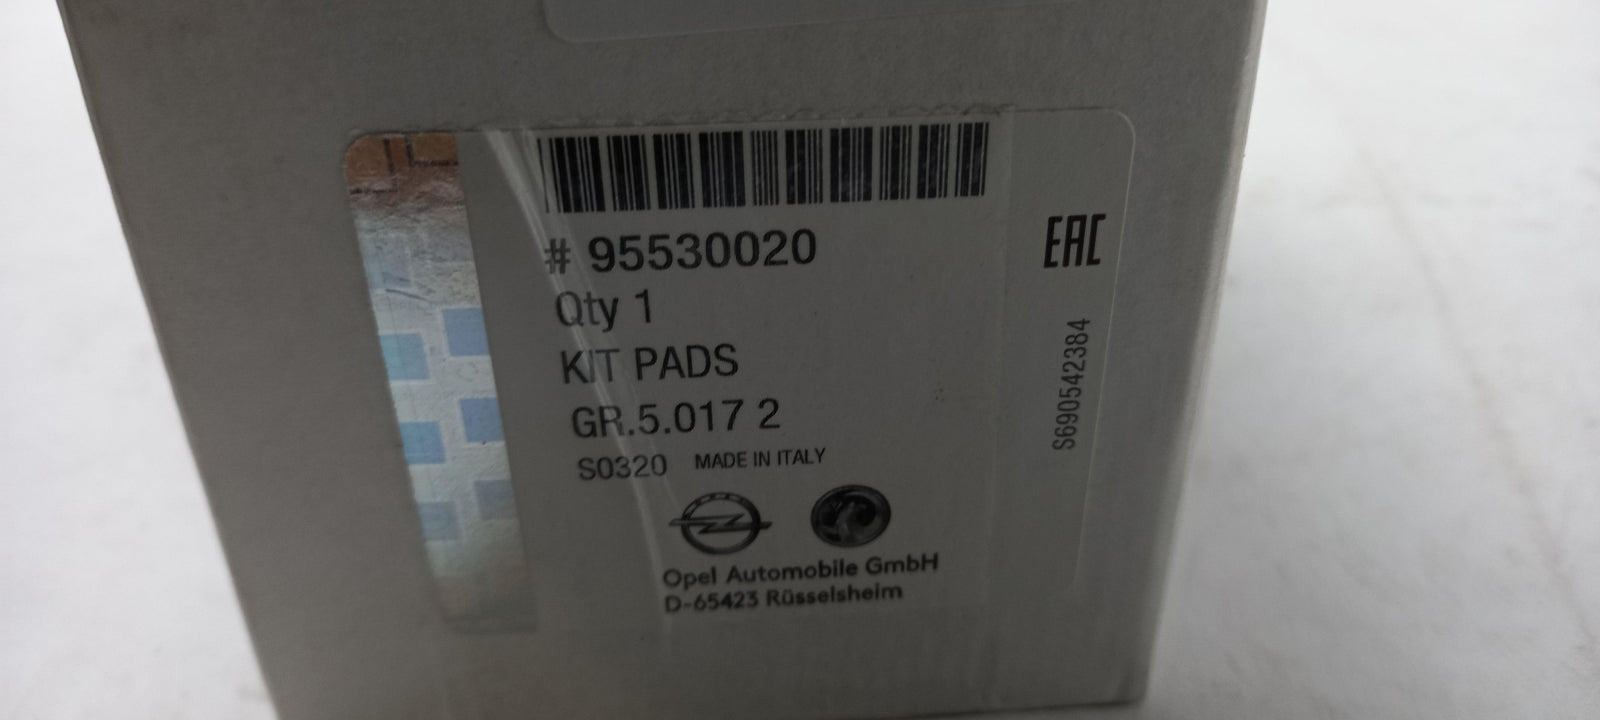 # 95530020
Qty 1
KIT PADS
GR.5.017 2
S0320 MADE IN ITALY
Opel Automobile GmbH
D-65423 Rüsselsheim
EAC
S690542384